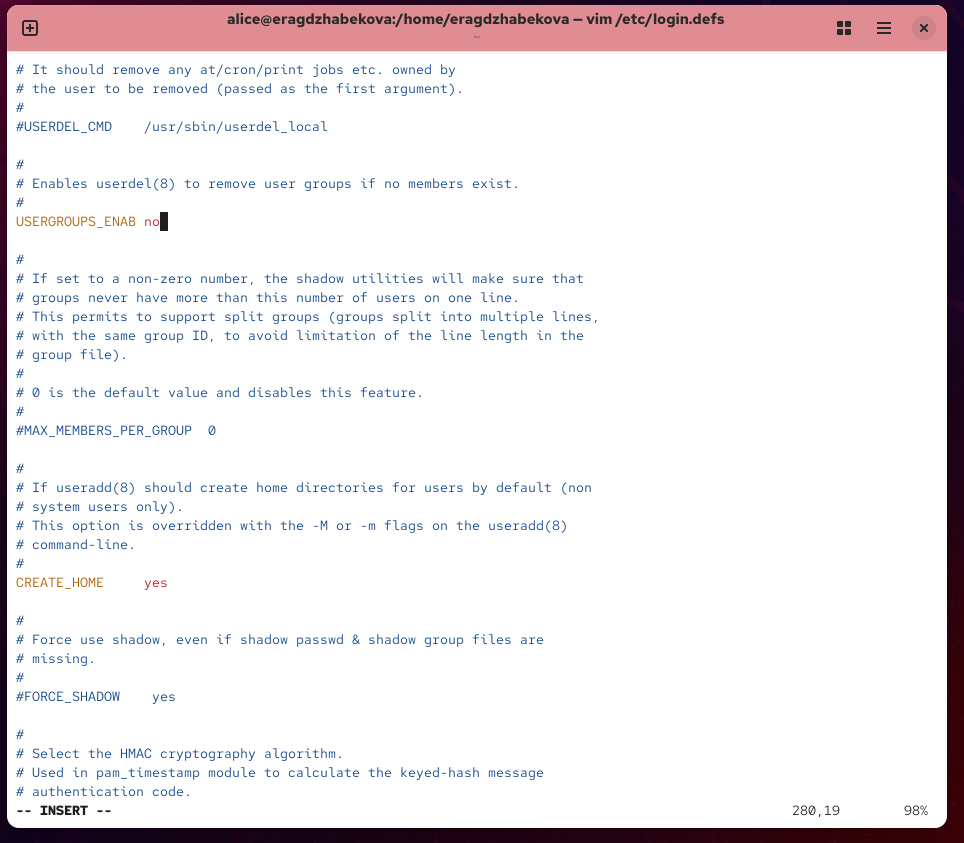 alice@eragdzhabekova:/home/eragdzhabekova — vim /etc/login.defs
~
# It should remove any at/cron/print jobs etc. owned by
# the user to be removed (passed as the first argument).
#
#USERDEL_CMD    /usr/sbin/userdel_local

#
# Enables userdel(8) to remove user groups if no members exist.
#
USERGROUPS_ENAB no

#
# If set to a non-zero number, the shadow utilities will make sure that
# groups never have more than this number of users on one line.
# This permits to support split groups (groups split into multiple lines,
# with the same group ID, to avoid limitation of the line length in the
# group file).
#
# 0 is the default value and disables this feature.
#
#MAX_MEMBERS_PER_GROUP  0

#
# If useradd(8) should create home directories for users by default (non
# system users only).
# This option is overridden with the -M or -m flags on the useradd(8)
# command-line.
#
CREATE_HOME     yes

#
# Force use shadow, even if shadow passwd & shadow group files are
# missing.
#
#FORCE_SHADOW    yes

#
# Select the HMAC cryptography algorithm.
# Used in pam_timestamp module to calculate the keyed-hash message
# authentication code.
-- INSERT --    280,19    98%